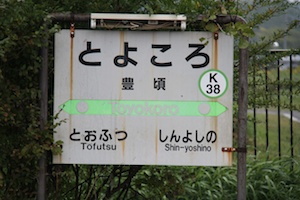 とよころ
豊頃
K
38
Toyokoro
とおふつ
しんよしの
Tofutsu
Shin-yoshino